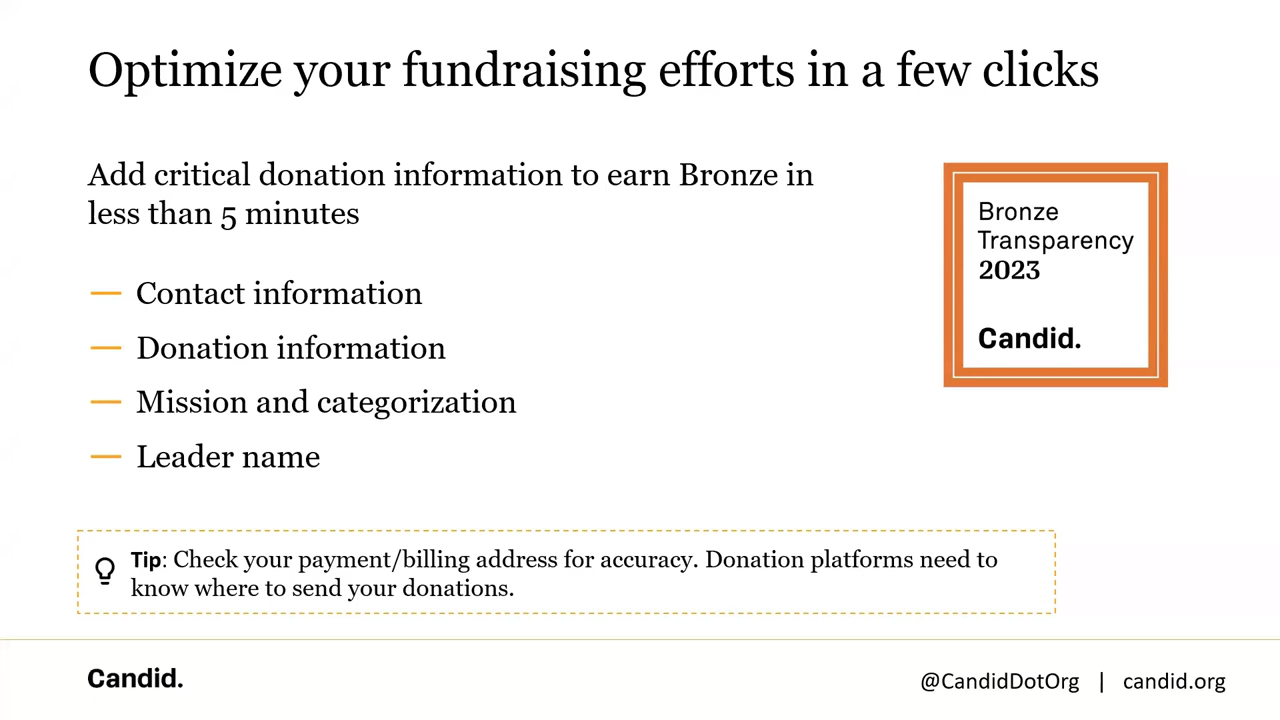 Optimize your fundraising efforts in a few clicks
Add critical donation information to earn Bronze in
less than 5 minutes
— Contact information
— Donation information
— Mission and categorization
— Leader name
Bronze
Transparency
2023
Candid.
Tip: Check your payment/billing address for accuracy. Donation platforms need to
know where to send your donations.
Candid.
@CandidDotOrg | candid.org